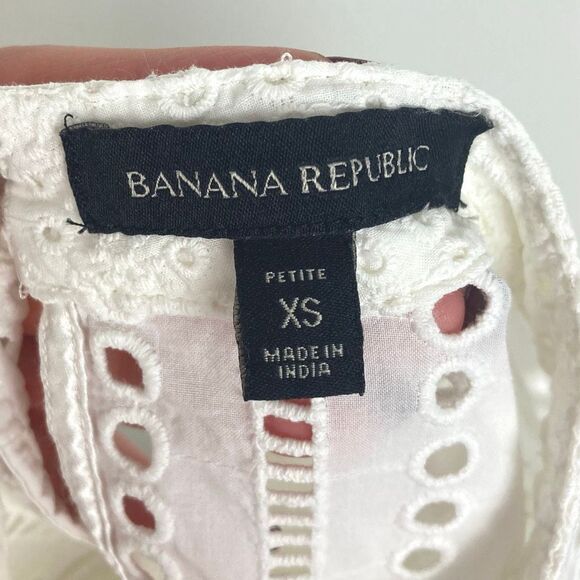 BANANA REPUBLIC
PETITE
XS
MADE IN
INDIA